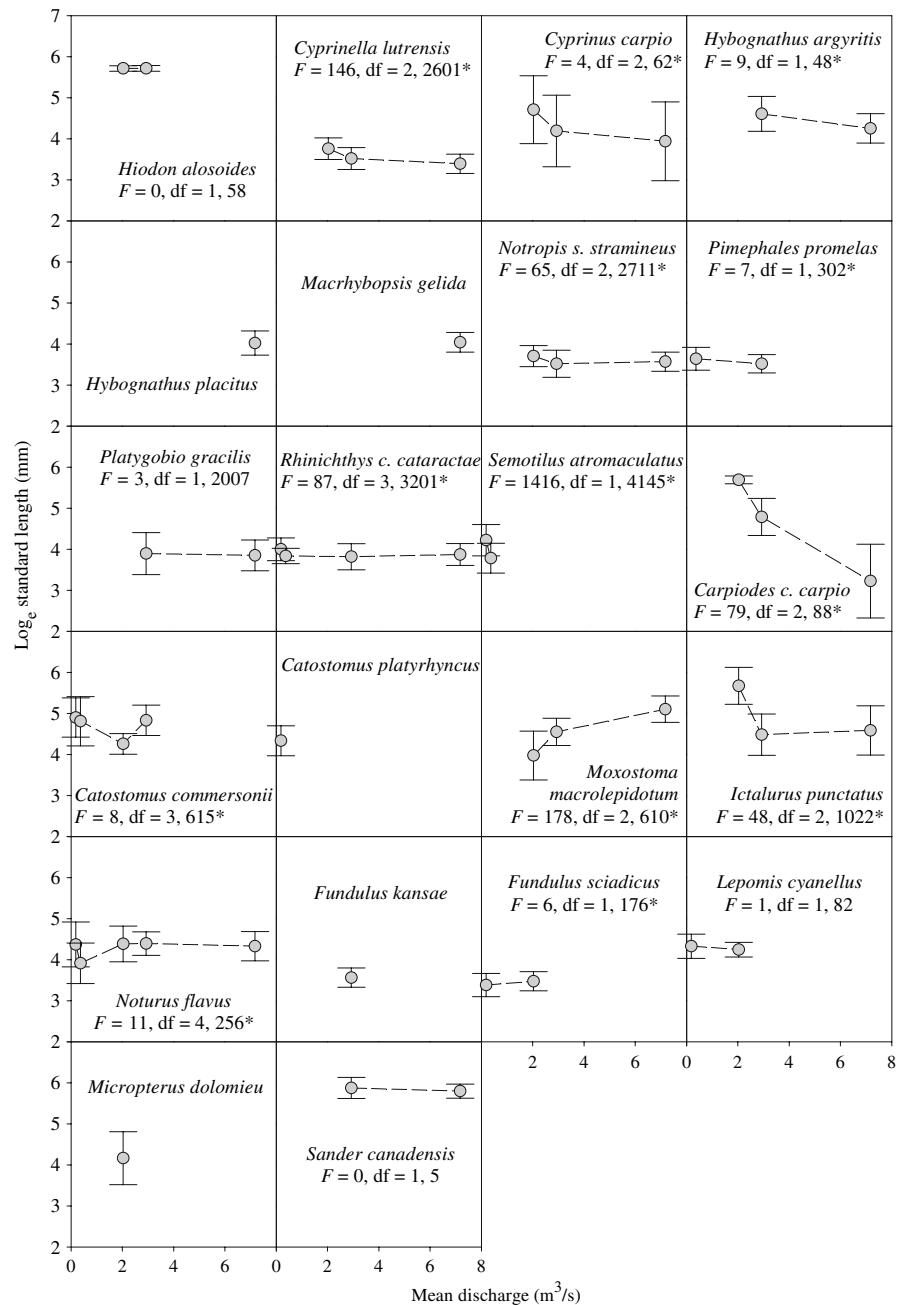 7
6
5
4
3
2
Hiodon alosoides
F = 0, df = 1, 58
Cyprinella lutrensis
F = 146, df = 2, 2601*
Cyprinus carpio
F = 4, df = 2, 62*
Hybognathus argyritis
F = 9, df = 1, 48*
6
5
4
3
2
Hybognathus placitus
Macrhybopsis gelida
Notropis s. stramineus
F = 65, df = 2, 2711*
Pimephales promelas
F = 7, df = 1, 302*
Log_e standard length (mm)
6
5
4
3
2
Platygobio gracilis
F = 3, df = 1, 2007
Rhinichthys c. cataractae
F = 87, df = 3, 3201*
Semotilus atromaculatus
F = 1416, df = 1, 4145*
Carpiodes c. carpio
F = 79, df = 2, 88*
6
5
4
3
2
Catostomus commersonii
F = 8, df = 3, 615*
Catostomus platyrhyncus
Moxostoma
macrolepidotum
F = 178, df = 2, 610*
Ictalurus punctatus
F = 48, df = 2, 1022*
6
5
4
3
2
Noturus flavus
F = 11, df = 4, 256*
Fundulus kansae
Fundulus sciadicus
F = 6, df = 1, 176*
Lepomis cyanellus
F = 1, df = 1, 82
2 4 6 0 2 4 6 8
6
5
4
3
2
Micropterus dolomieu
Sander canadensis
F = 0, df = 1, 5
0 2 4 6 0 2 4 6 8
Mean discharge (m³/s)